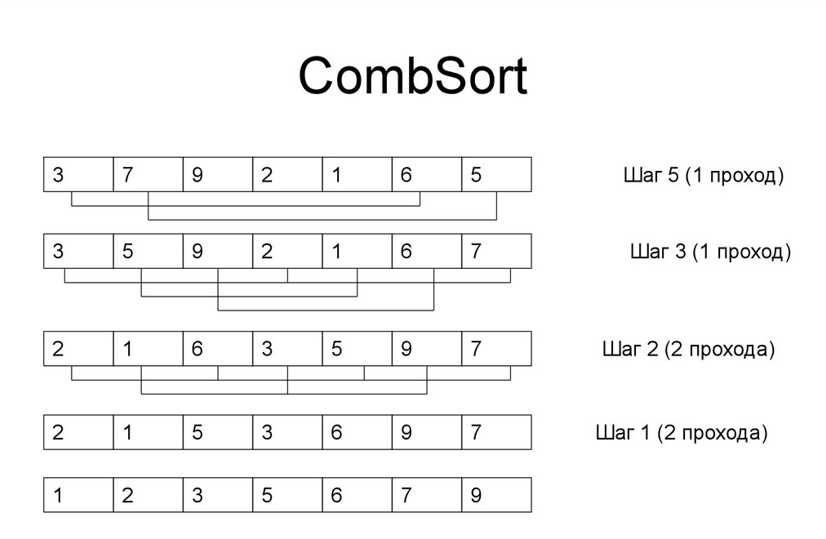 CombSort
3 7 9 2 1 6 5 Шаг 5 (1 проход)
3 5 9 2 1 6 7 Шаг 3 (1 проход)
2 1 6 3 5 9 7 Шаг 2 (2 прохода)
2 1 5 3 6 9 7 Шаг 1 (2 прохода)
1 2 3 5 6 7 9